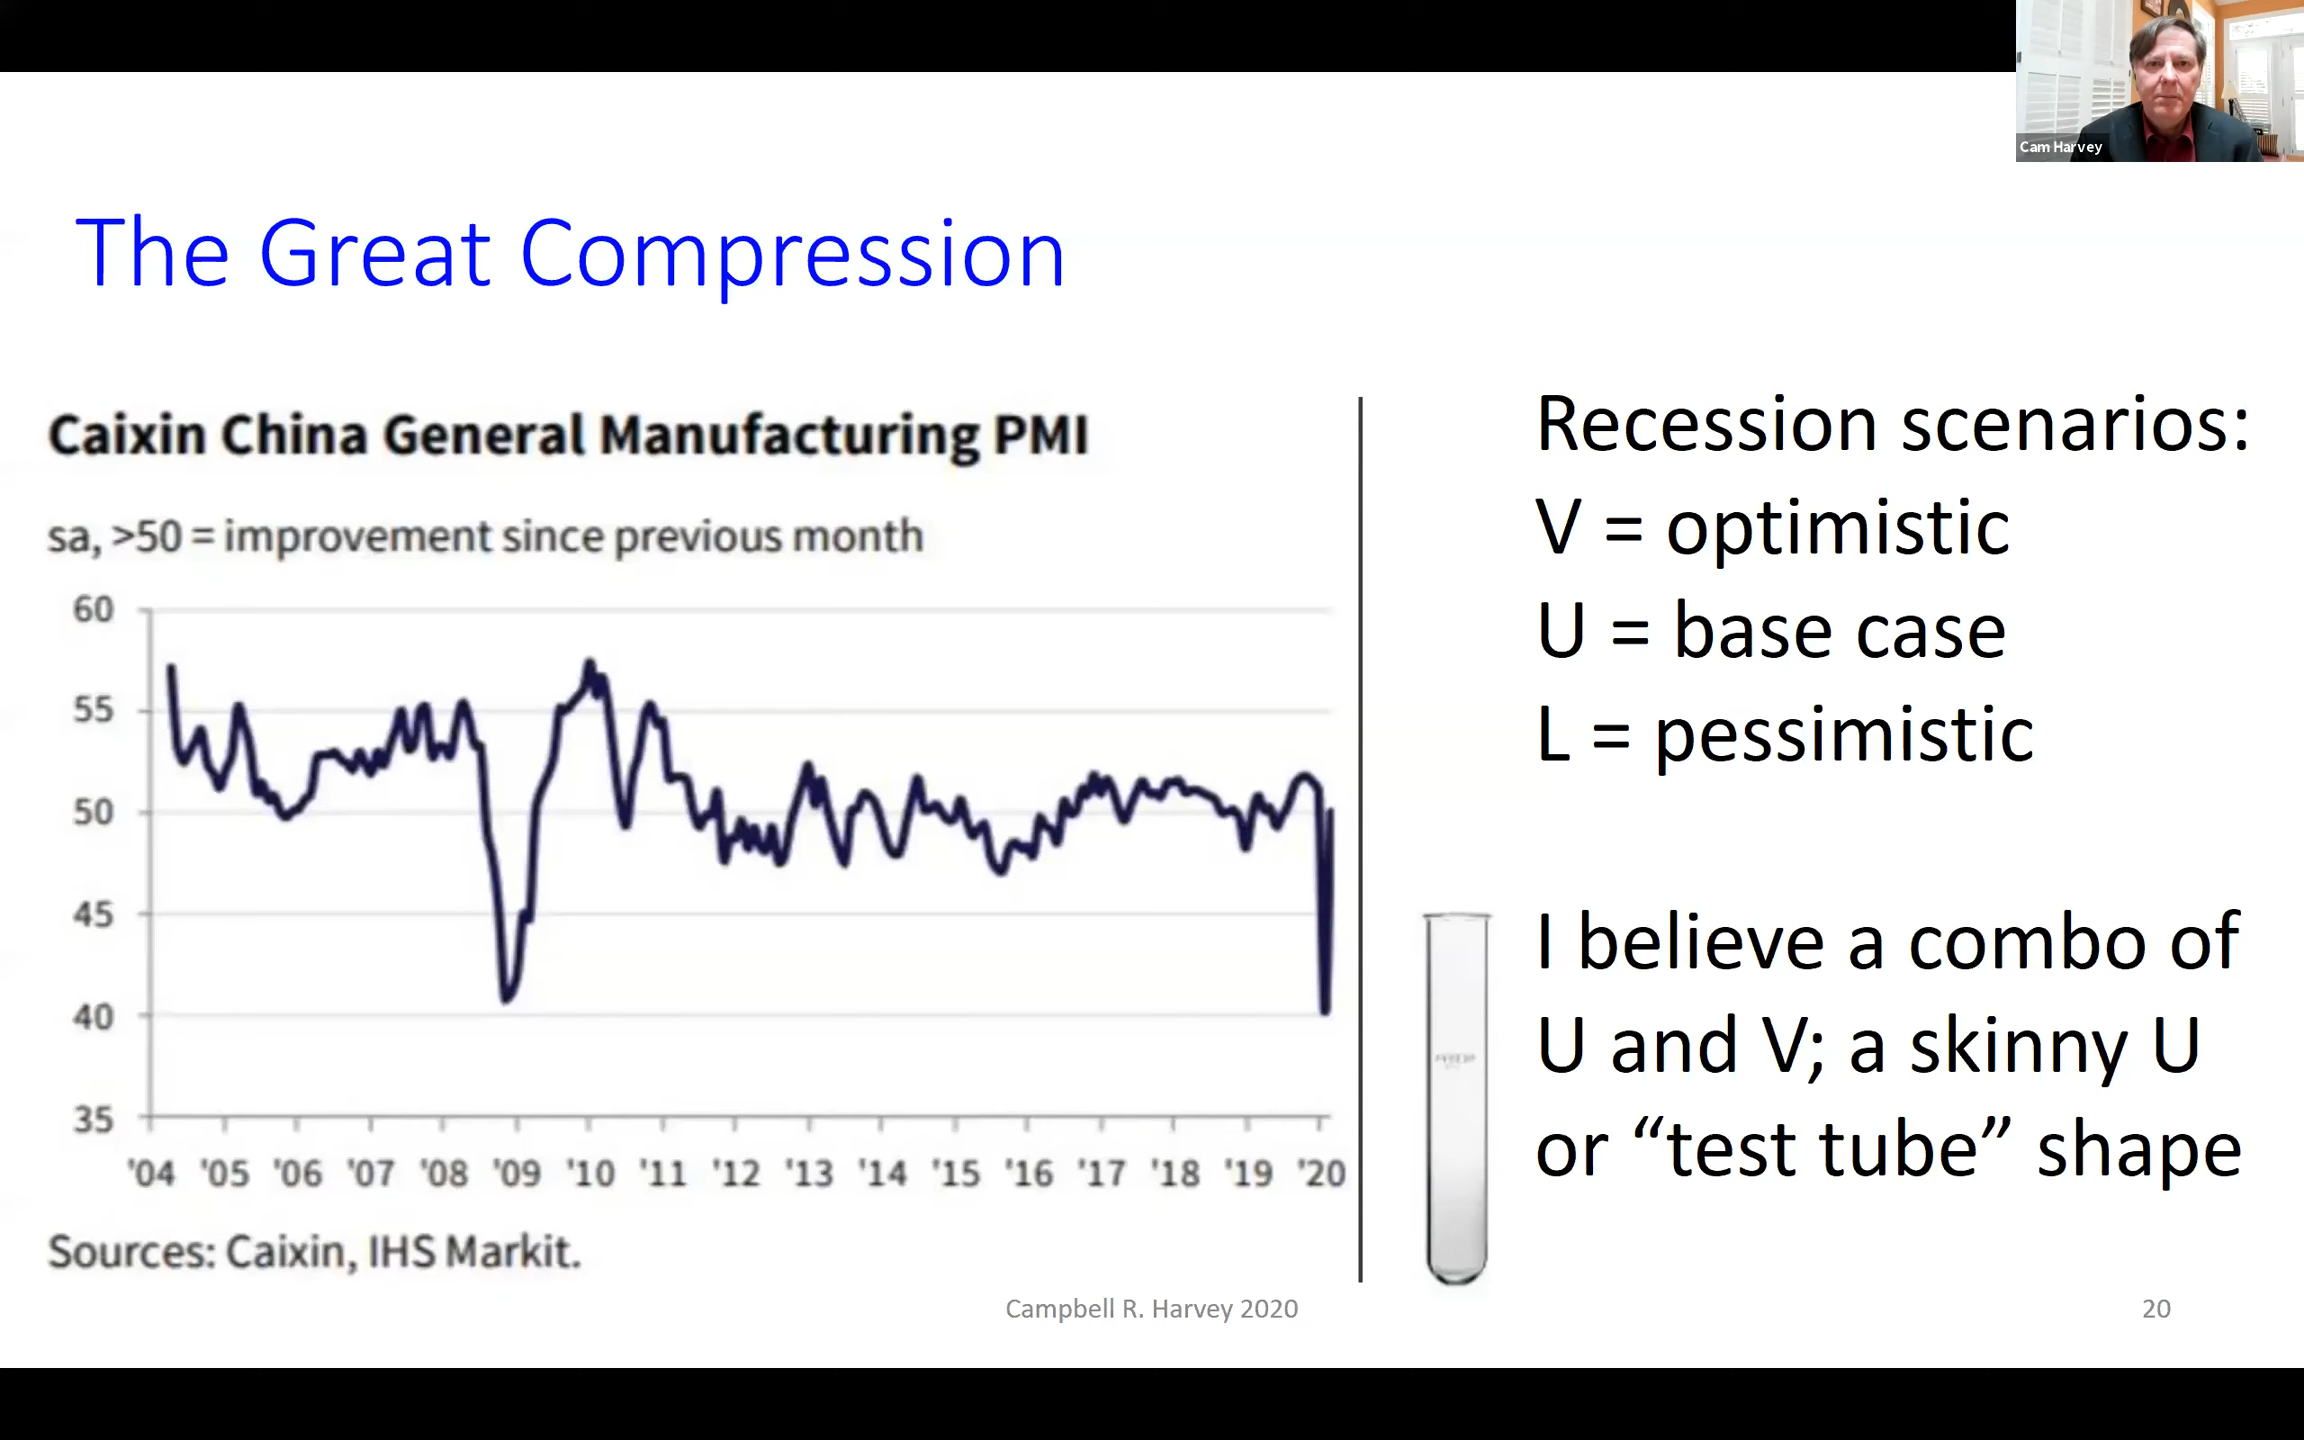 Cam Harvey
The Great Compression
Caixin China General Manufacturing PMI
sa, >50 = improvement since previous month
60
55
50
45
40
35
'04 '05 '06 '07 '08 '09 '10 '11 '12 '13 '14 '15 '16 '17 '18 '19 '20
Sources: Caixin, IHS Markit.
Recession scenarios:
V = optimistic
U = base case
L = pessimistic
I believe a combo of
U and V; a skinny U
or “test tube” shape
Campbell R. Harvey 2020
20